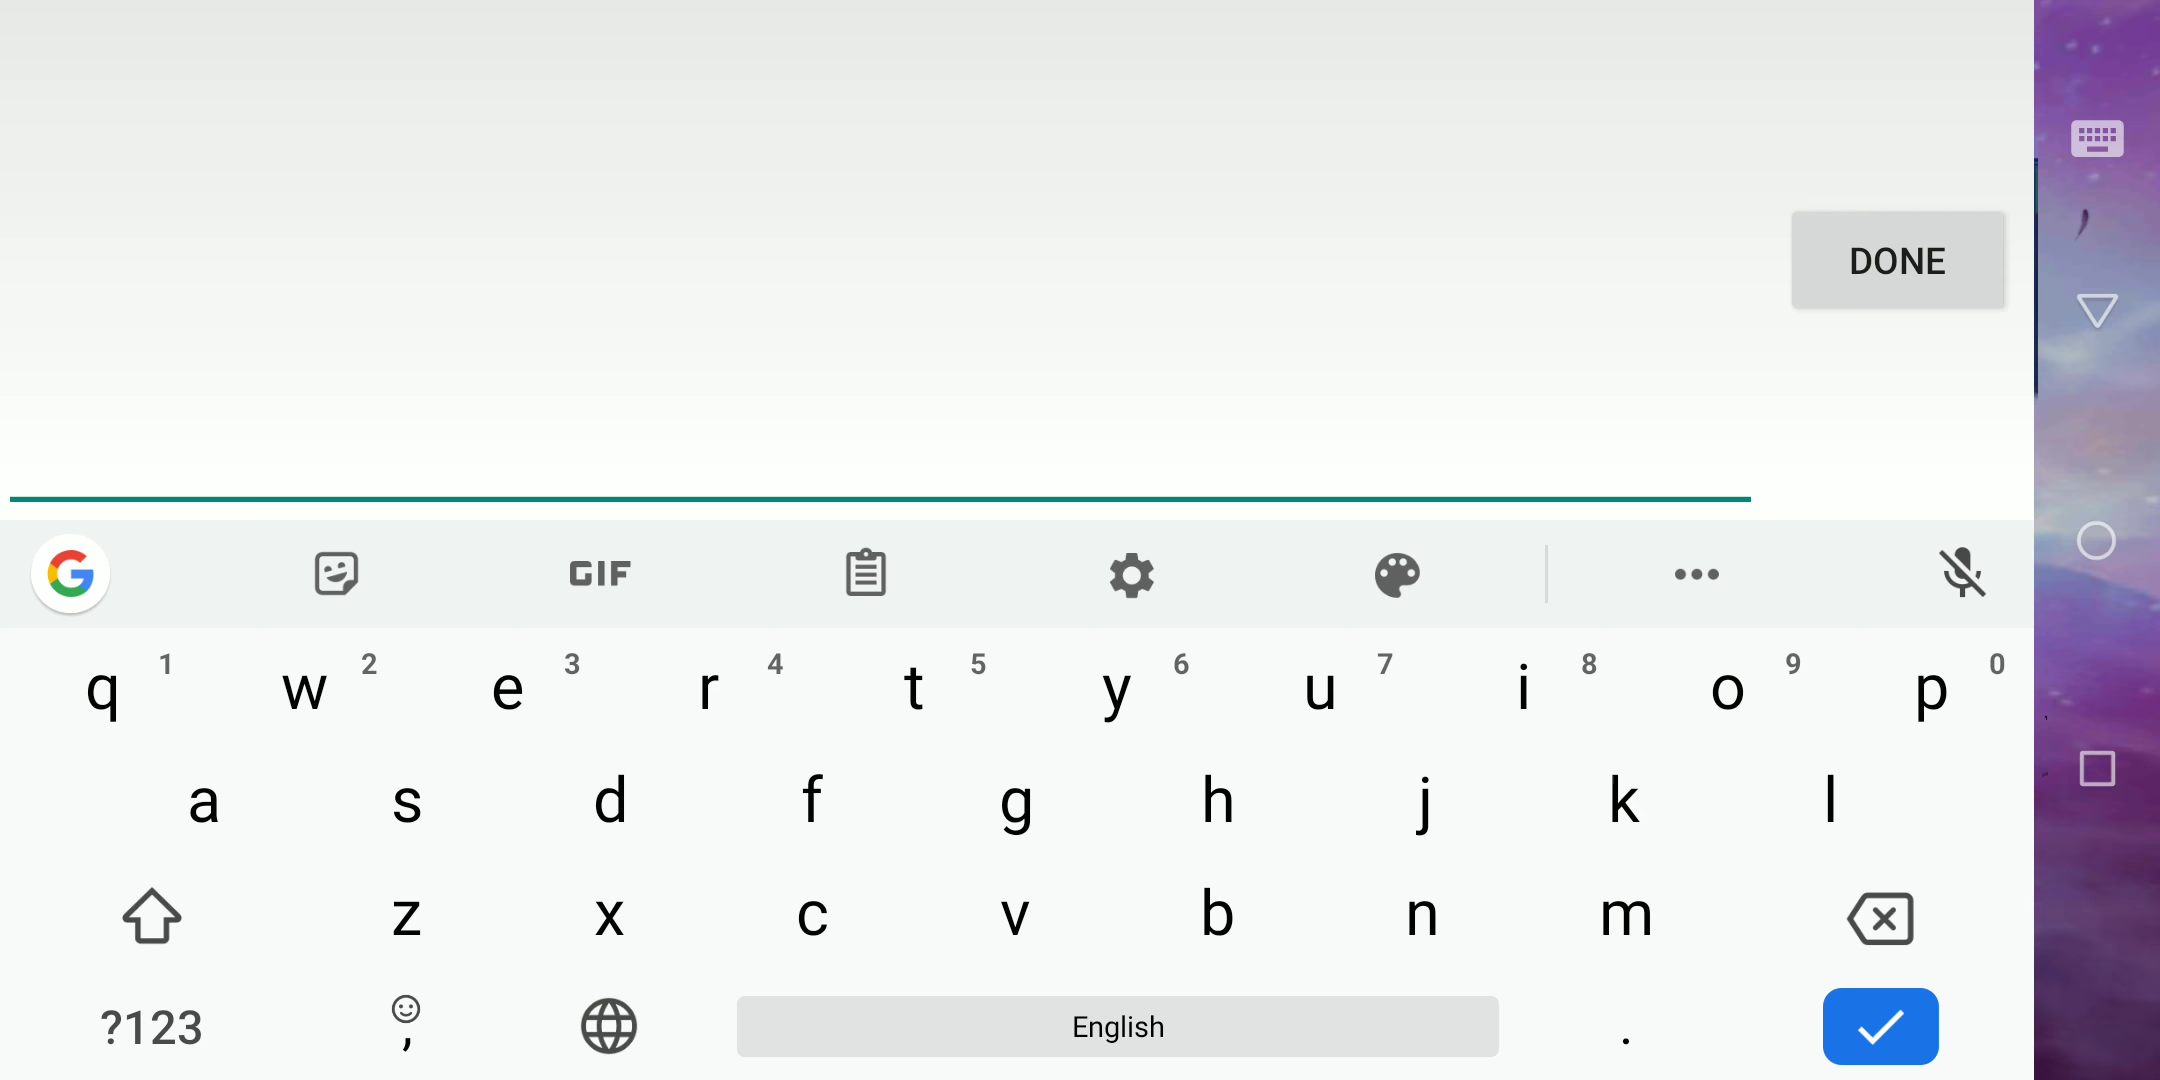 DONE
GIF
q 1 w 2 e 3 r 4 t 5 y 6 u 7 i 8 o 9 p 0
a s d f g h j k l
z x c v b n m
?123 , English .